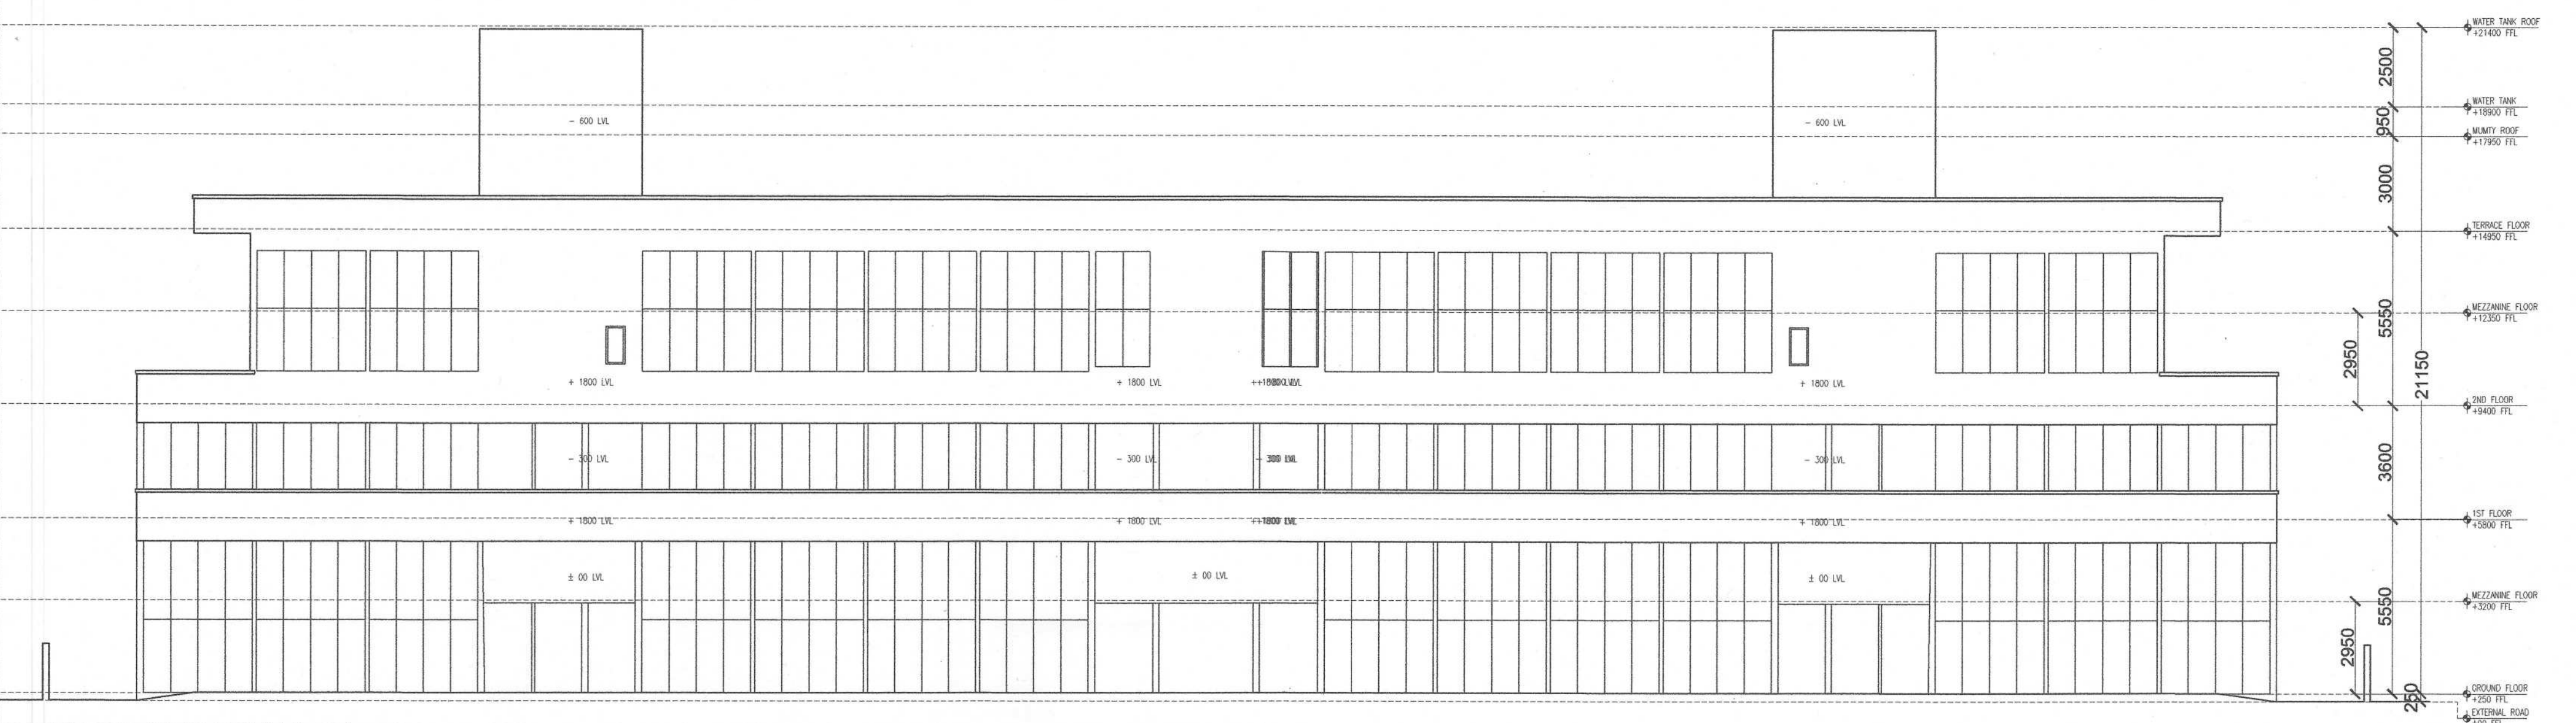 WATER TANK ROOF
+21400 FFL
2500
WATER TANK
+18900 FFL
950
- 600 LVL
- 600 LVL
MUMTY ROOF
+17950 FFL
3000
TERRACE FLOOR
+14950 FFL
MEZZANINE FLOOR
+12350 FFL
5550
2950
21150
+ 1800 LVL
+ 1800 LVL
+ 1800 LVL
2ND FLOOR
+9400 FFL
- 300 LVL
- 300 LVL
- 300 LVL
- 300 LVL
3600
+ 1800 LVL
+ 1800 LVL
+ 1800 LVL
1ST FLOOR
+5800 FFL
± 00 LVL
± 00 LVL
± 00 LVL
MEZZANINE FLOOR
+3200 FFL
5550
2950
GROUND FLOOR
+250 FFL
250
EXTERNAL ROAD